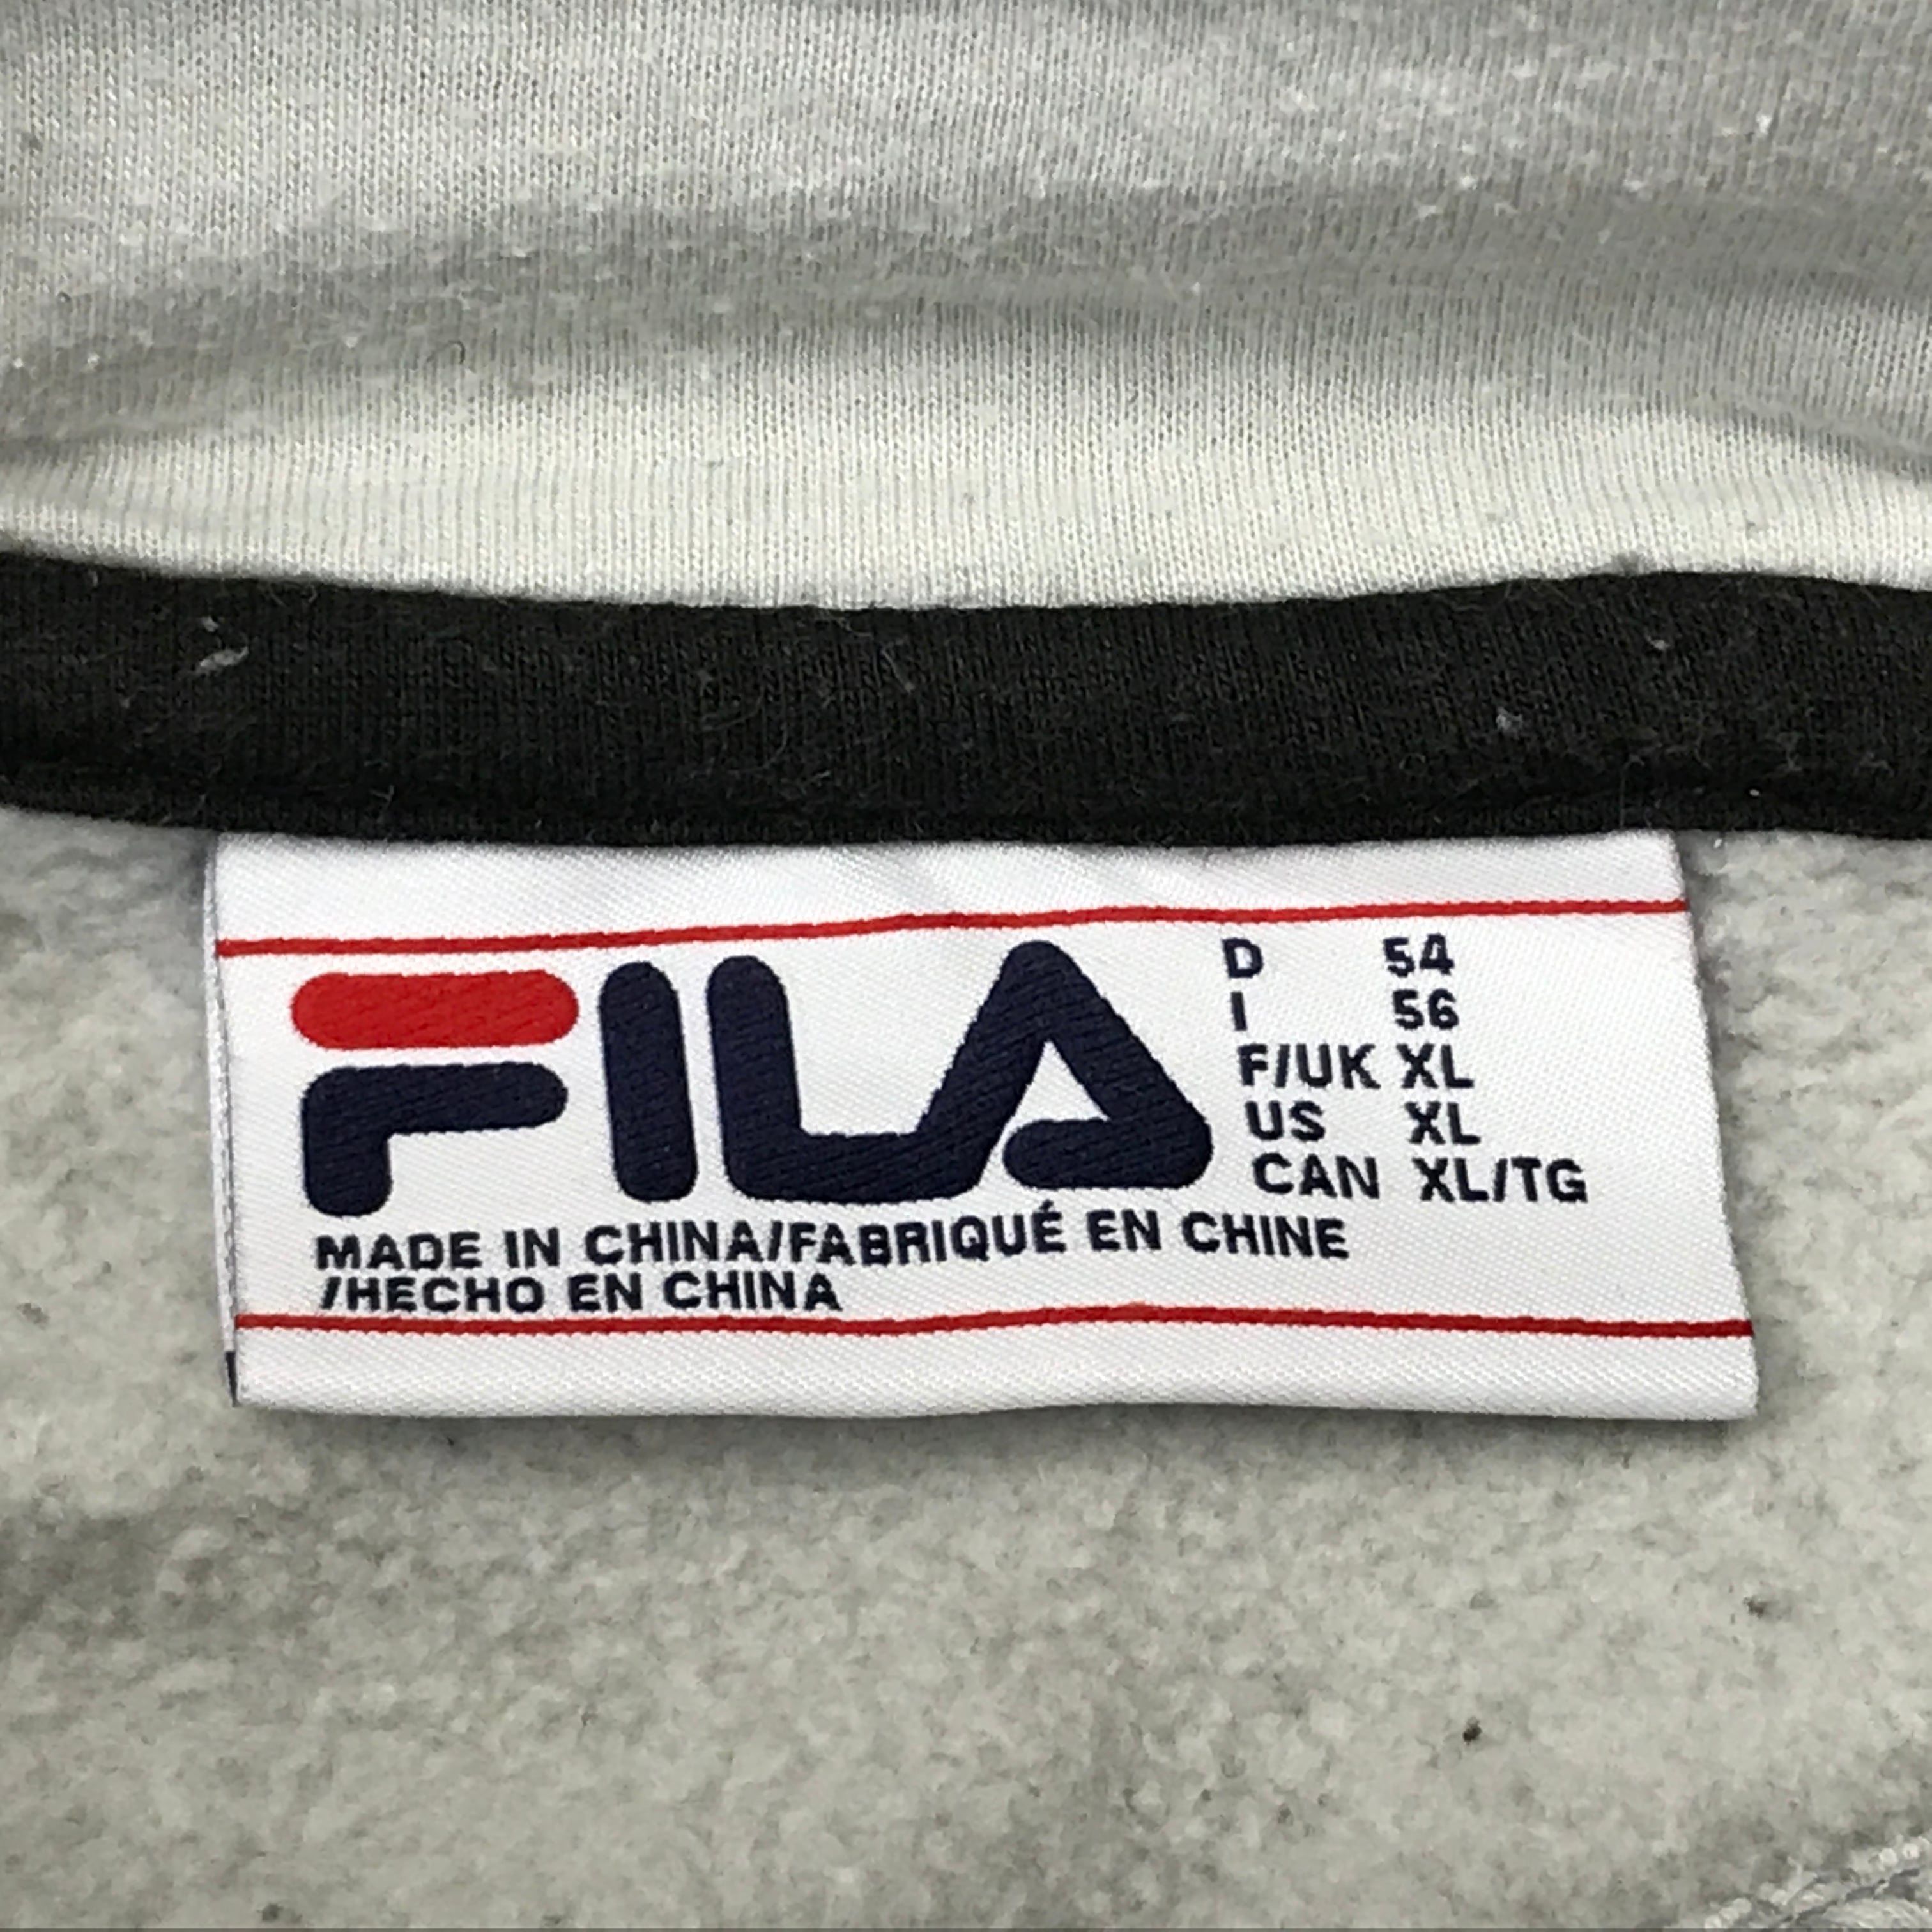 FILA
D 54
I 56
F/UK XL
US XL
CAN XL/TG
MADE IN CHINA/FABRIQUÉ EN CHINE
/HECHO EN CHINA